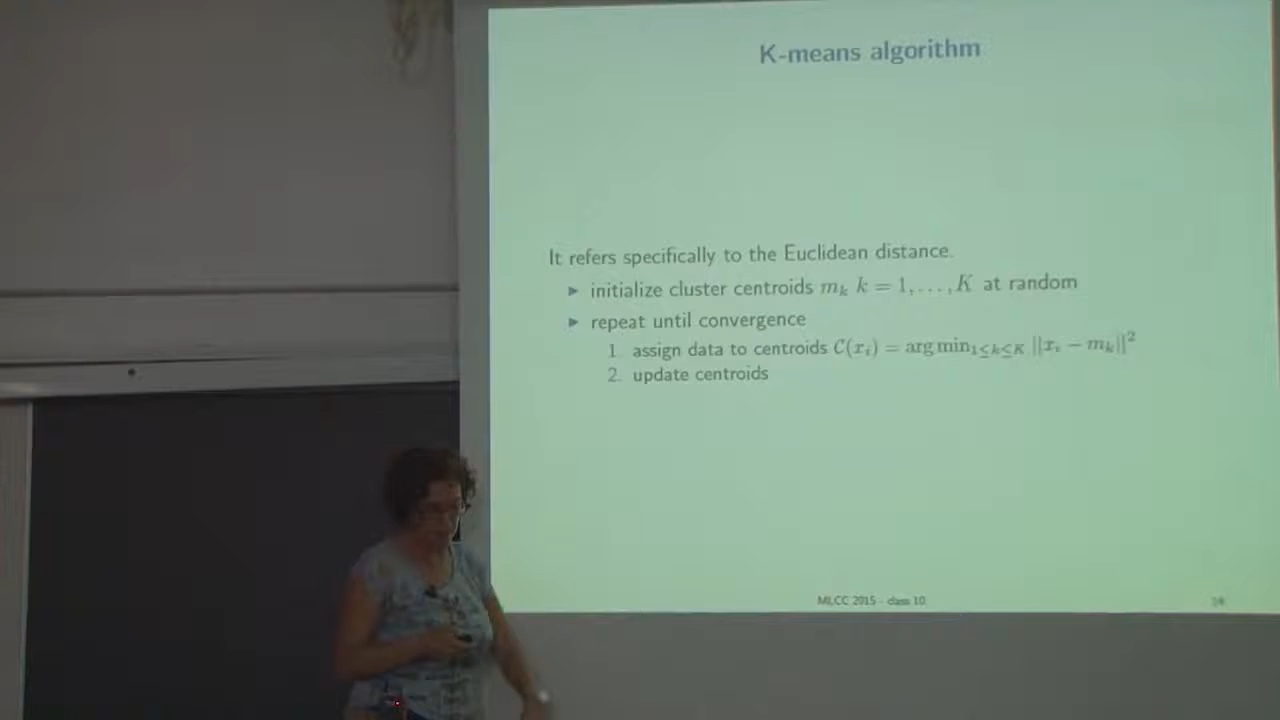 K-means algorithm
It refers specifically to the Euclidean distance.
▶ initialize cluster centroids m_k k = 1, . . . , K at random
▶ repeat until convergence
1. assign data to centroids C(x_i) = arg min_{1≤k≤K} ||x_i − m_k||²
2. update centroids
MLCC 2015 - class 10